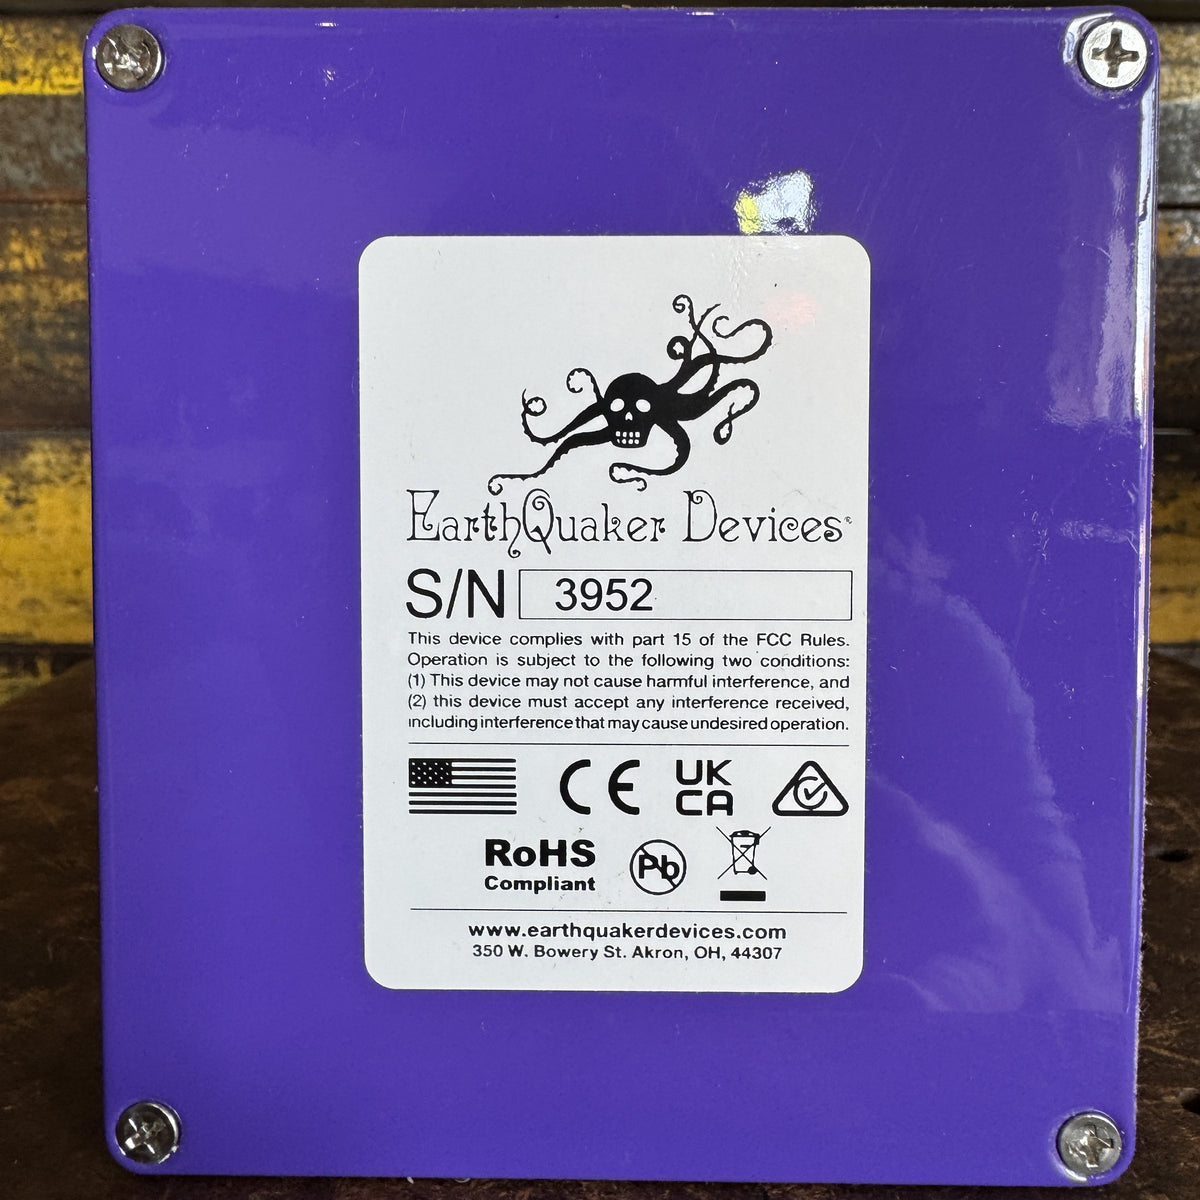 EarthQuaker Devices®
S/N 3952
This device complies with part 15 of the FCC Rules.
Operation is subject to the following two conditions:
(1) This device may not cause harmful interference, and
(2) this device must accept any interference received,
including interference that may cause undesired operation.
CE UK
CA
RoHS
Compliant
Pb
www.earthquakerdevices.com
350 W. Bowery St. Akron, OH, 44307